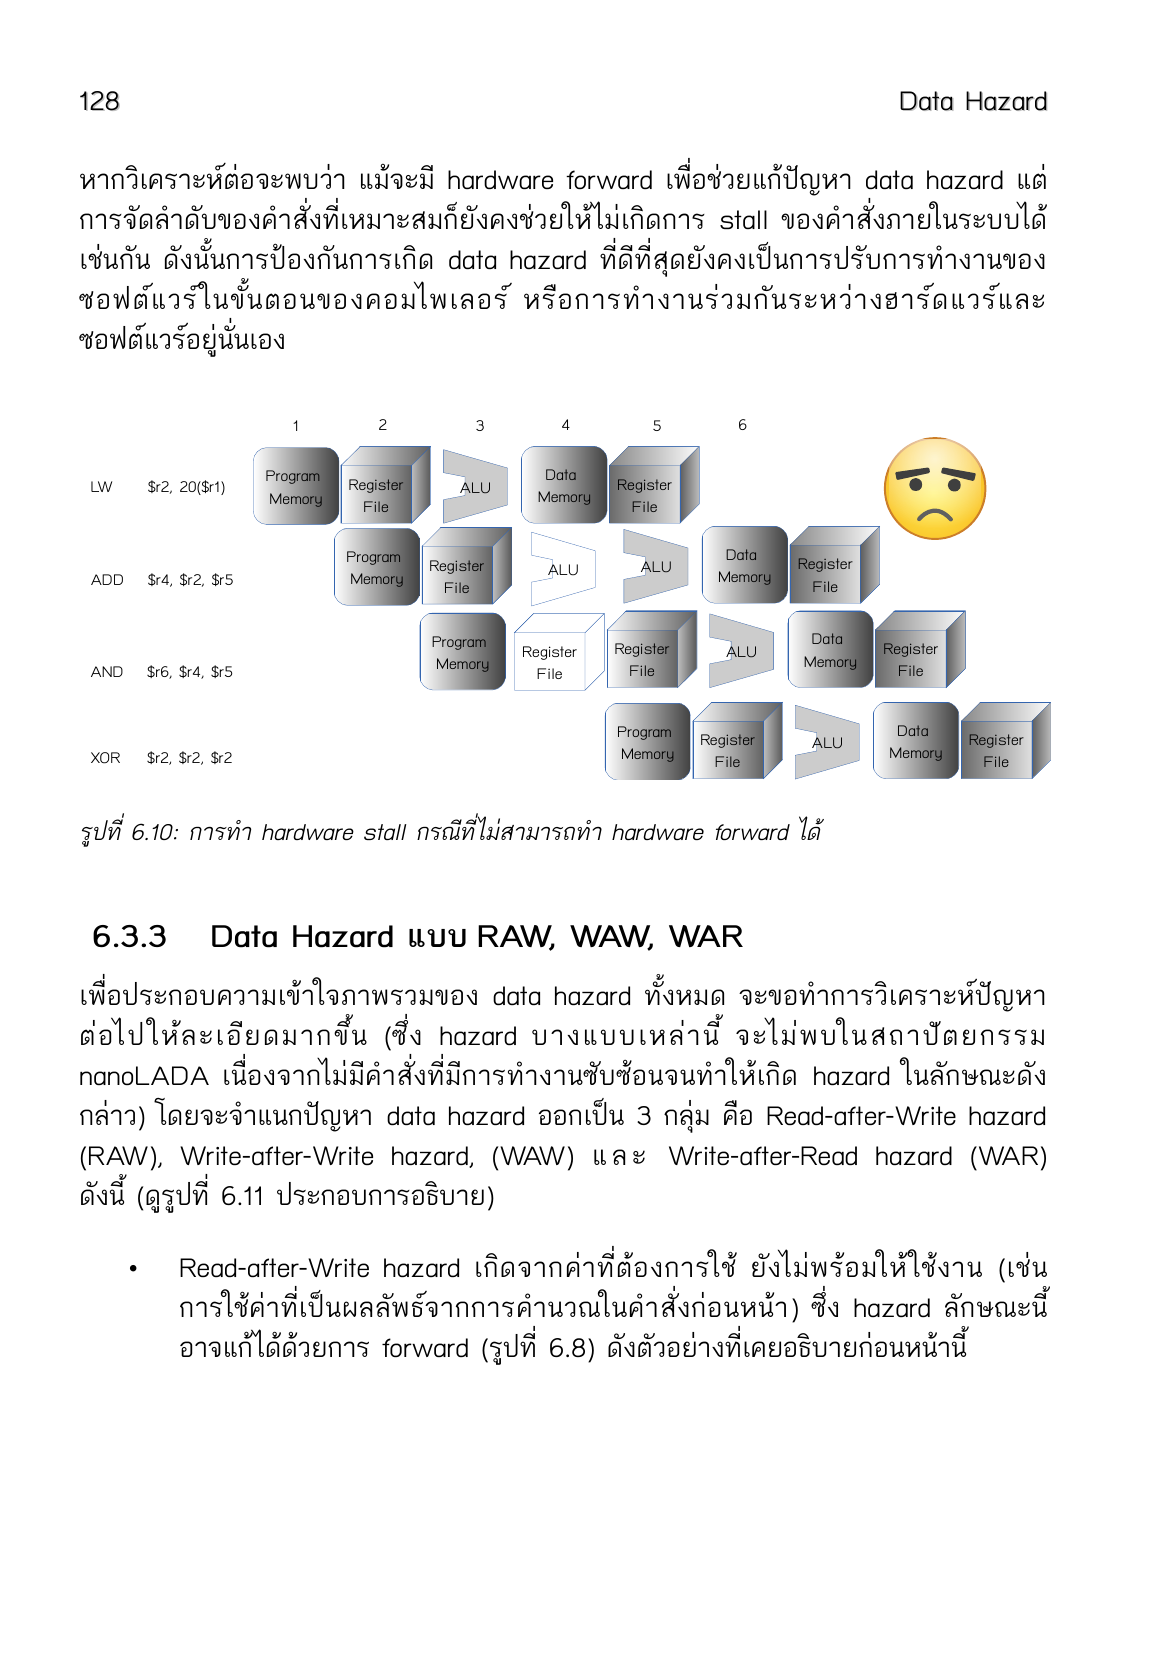 128 Data Hazard
หากวิเคราะห์ต่อจะพบว่า แม้จะมี hardware forward เพื่อช่วยแก้ปัญหา data hazard แต่
การจัดลำดับของคำสั่งที่เหมาะสมก็ยังคงช่วยให้ไม่เกิดการ stall ของคำสั่งภายในระบบได้
เช่นกัน ดังนั้นการป้องกันการเกิด data hazard ที่ดีที่สุดยังคงเป็นการปรับการทำงานของ
ซอฟต์แวร์ในขั้นตอนของคอมไพเลอร์ หรือการทำงานร่วมกันระหว่างฮาร์ดแวร์และ
ซอฟต์แวร์อยู่นั่นเอง
1 2 3 4 5 6
LW $r2, 20($r1) Program Memory Register File ALU Data Memory Register File
ADD $r4, $r2, $r5 Program Memory Register File ALU ALU Data Memory Register File
AND $r6, $r4, $r5 Program Memory Register File Register File ALU Data Memory Register File
XOR $r2, $r2, $r2 Program Memory Register File ALU Data Memory Register File
รูปที่ 6.10: การทำ hardware stall กรณีที่ไม่สามารถทำ hardware forward ได้
6.3.3 Data Hazard แบบ RAW, WAW, WAR
เพื่อประกอบความเข้าใจภาพรวมของ data hazard ทั้งหมด จะขอทำการวิเคราะห์ปัญหา
ต่อไปให้ละเอียดมากขึ้น (ซึ่ง hazard บางแบบเหล่านี้ จะไม่พบในสถาปัตยกรรม
nanoLADA เนื่องจากไม่มีคำสั่งที่มีการทำงานซับซ้อนจนทำให้เกิด hazard ในลักษณะดัง
กล่าว) โดยจะจำแนกปัญหา data hazard ออกเป็น 3 กลุ่ม คือ Read-after-Write hazard
(RAW), Write-after-Write hazard, (WAW) และ Write-after-Read hazard (WAR)
ดังนี้ (ดูรูปที่ 6.11 ประกอบการอธิบาย)
• Read-after-Write hazard เกิดจากค่าที่ต้องการใช้ ยังไม่พร้อมให้ใช้งาน (เช่น
การใช้ค่าที่เป็นผลลัพธ์จากการคำนวณในคำสั่งก่อนหน้า) ซึ่ง hazard ลักษณะนี้
อาจแก้ได้ด้วยการ forward (รูปที่ 6.8) ดังตัวอย่างที่เคยอธิบายก่อนหน้านี้